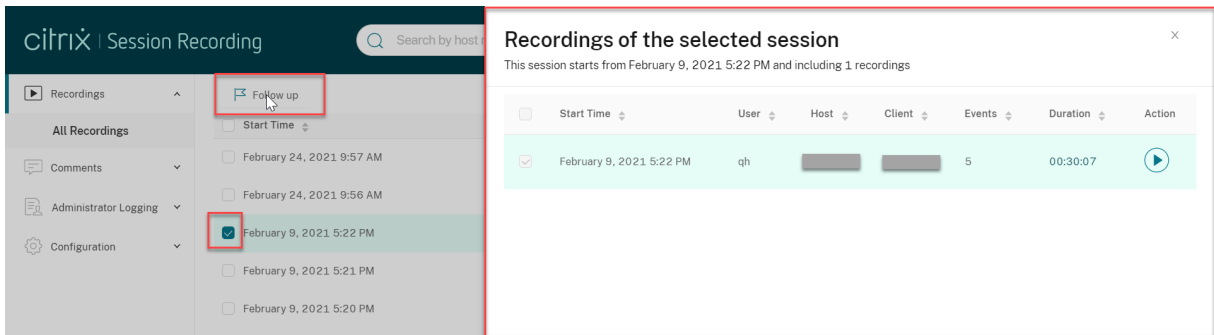 citrix | Session Recording
Search by host
Recordings
All Recordings
Comments
Administrator Logging
Configuration
Follow up
Start Time
February 24, 2021 9:57 AM
February 24, 2021 9:56 AM
February 9, 2021 5:22 PM
February 9, 2021 5:21 PM
February 9, 2021 5:20 PM
Recordings of the selected session
This session starts from February 9, 2021 5:22 PM and including 1 recordings
Start Time User Host Client Events Duration Action
February 9, 2021 5:22 PM qh 5 00:30:07